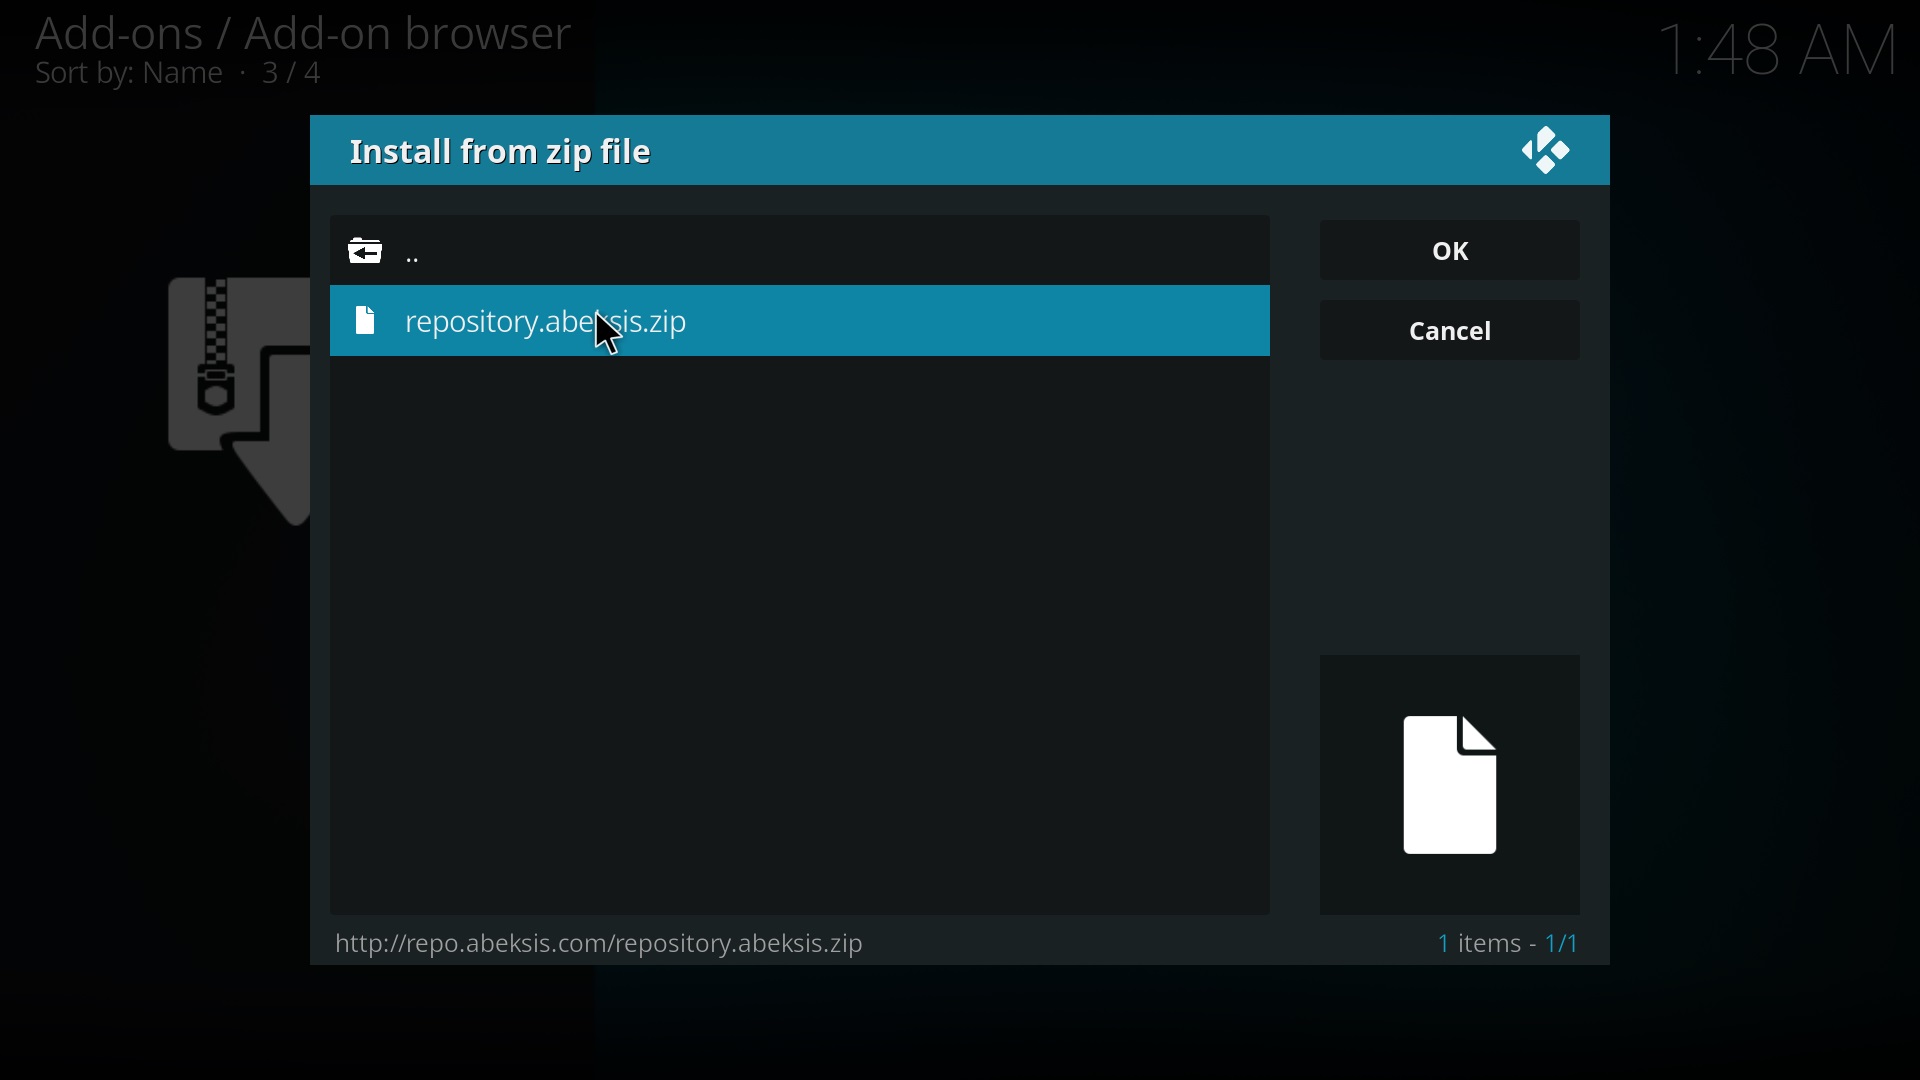 Add-ons / Add-on browser
Sort by: Name · 3 / 4
1:48 AM
Install from zip file
..
OK
repository.abeksis.zip
Cancel
http://repo.abeksis.com/repository.abeksis.zip
1 items - 1/1